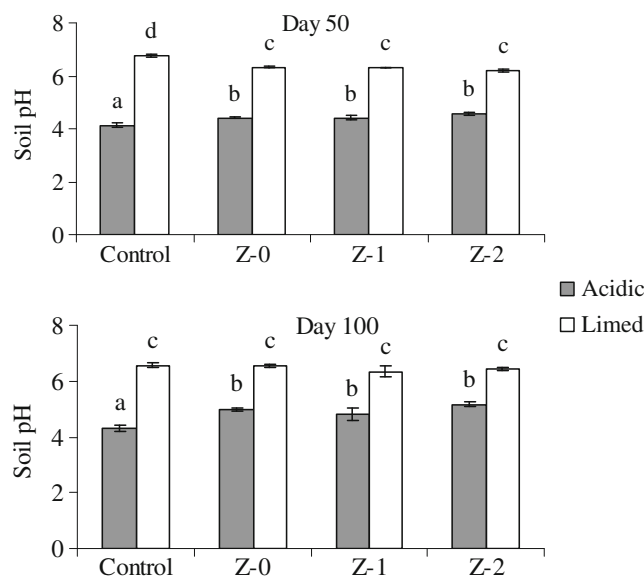 Day 50
Soil pH
8
6
4
2
0
a
d
b
c
b
c
b
c
Control Z-0 Z-1 Z-2
Acidic
Limed
Day 100
Soil pH
8
6
4
2
0
a
c
b
c
b
c
b
c
Control Z-0 Z-1 Z-2